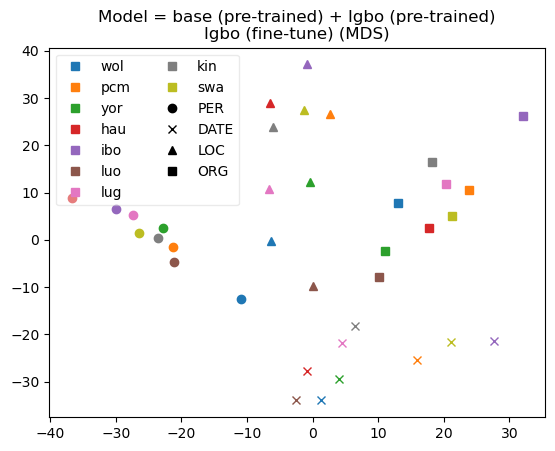 Model = base (pre-trained) + Igbo (pre-trained)
Igbo (fine-tune) (MDS)
40
30
20
10
0
−10
−20
−30
wol
pcm
yor
hau
ibo
luo
lug
kin
swa
PER
DATE
LOC
ORG
−40
−30
−20
−10
0
10
20
30